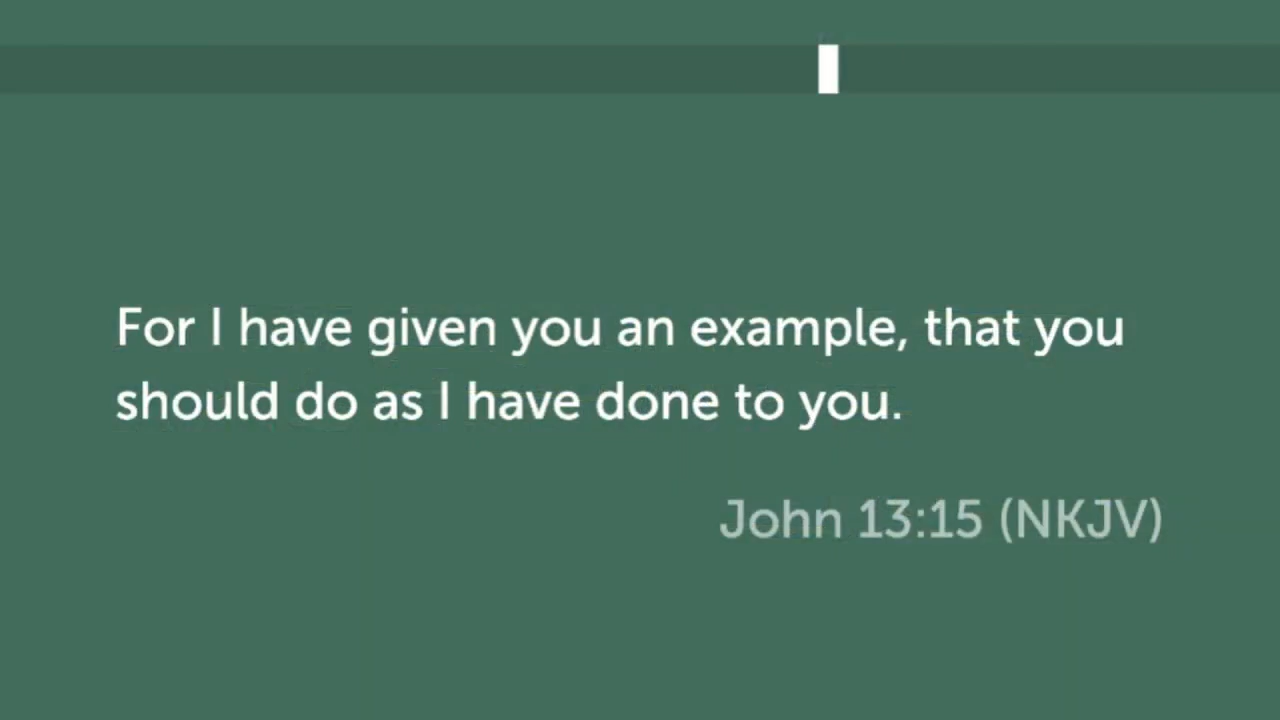 For I have given you an example, that you
should do as I have done to you.
John 13:15 (NKJV)